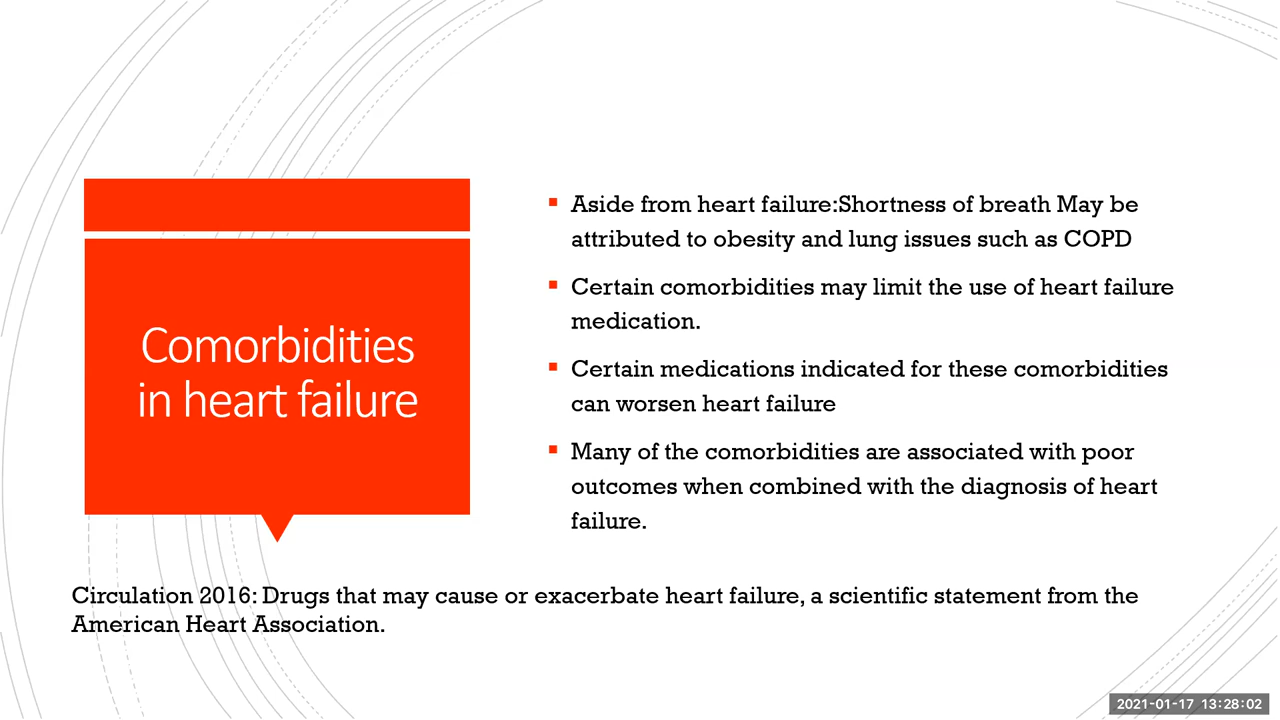 Comorbidities
in heart failure
Aside from heart failure:Shortness of breath May be
attributed to obesity and lung issues such as COPD
Certain comorbidities may limit the use of heart failure
medication.
Certain medications indicated for these comorbidities
can worsen heart failure
Many of the comorbidities are associated with poor
outcomes when combined with the diagnosis of heart
failure.
Circulation 2016: Drugs that may cause or exacerbate heart failure, a scientific statement from the
American Heart Association.
2021-01-17 13:28:02